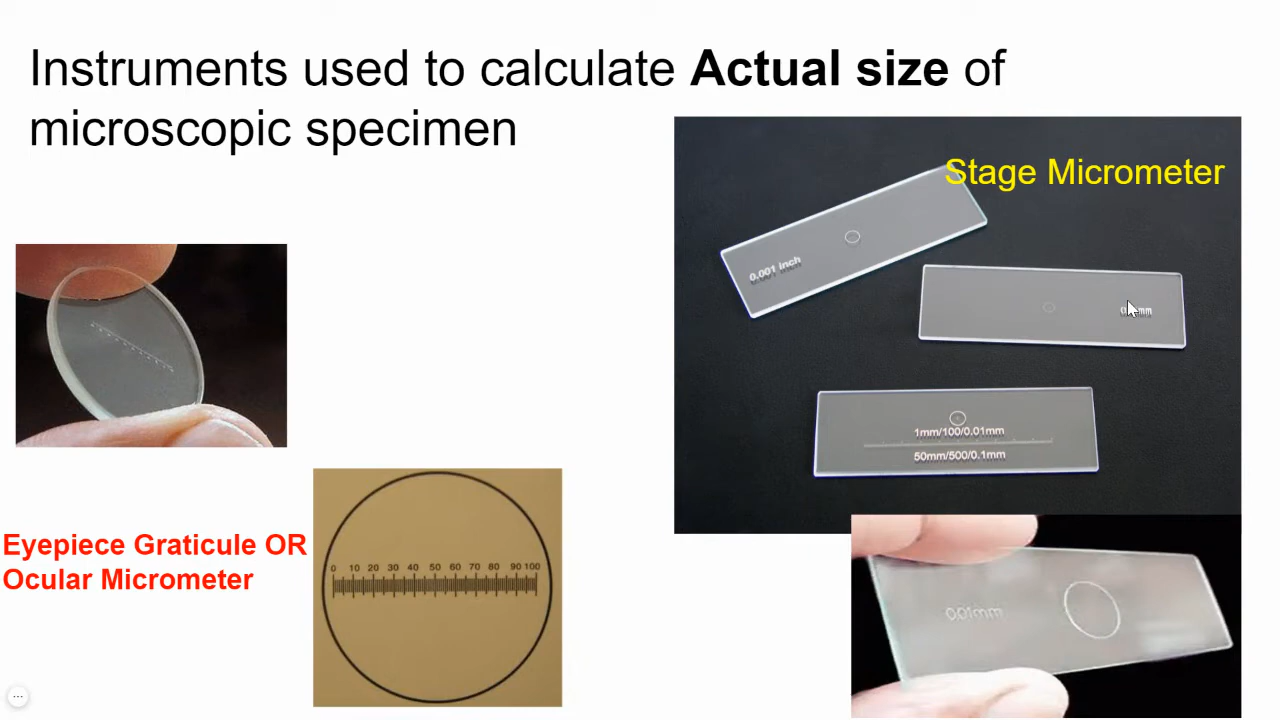 Instruments used to calculate Actual size of
microscopic specimen
Stage Micrometer
0.001 inch
1mm/100/0.01mm
50mm/500/0.1mm
Eyepiece Graticule OR
Ocular Micrometer
0 10 20 30 40 50 60 70 80 90 100
0.01mm